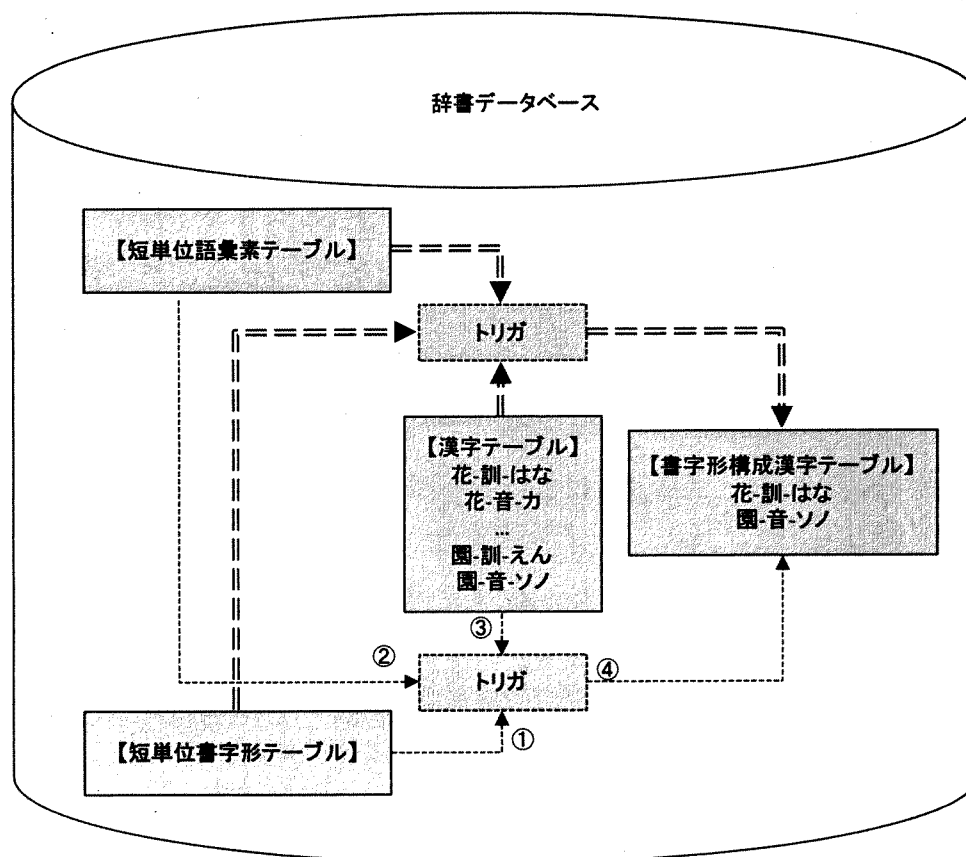 辞書データベース
【短単位語彙素テーブル】
トリガ
【漢字テーブル】
花-訓-はな
花-音-カ
...
園-訓-えん
園-音-ソノ
【書字形構成漢字テーブル】
花-訓-はな
園-音-ソノ
③
②
トリガ
④
①
【短単位書字形テーブル】